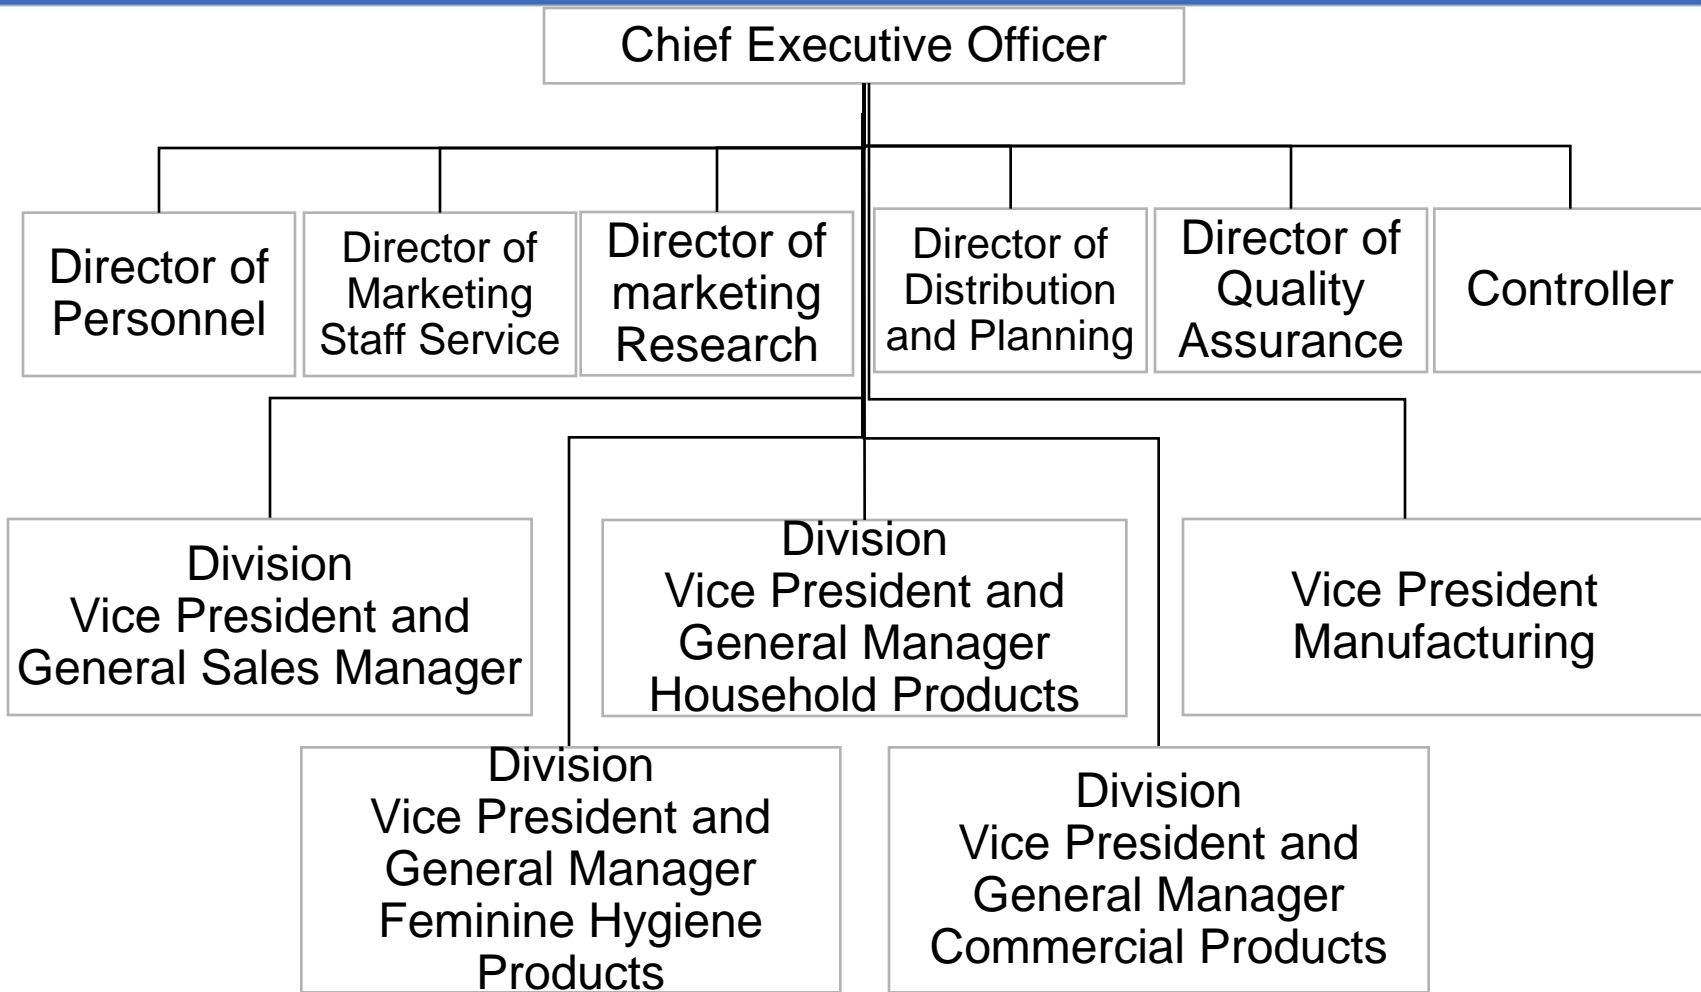 Chief Executive Officer
Director of
Personnel
Director of
Marketing
Staff Service
Director of
marketing
Research
Director of
Distribution
and Planning
Director of
Quality
Assurance
Controller
Division
Vice President and
General Sales Manager
Division
Vice President and
General Manager
Household Products
Vice President
Manufacturing
Division
Vice President and
General Manager
Feminine Hygiene
Products
Division
Vice President and
General Manager
Commercial Products